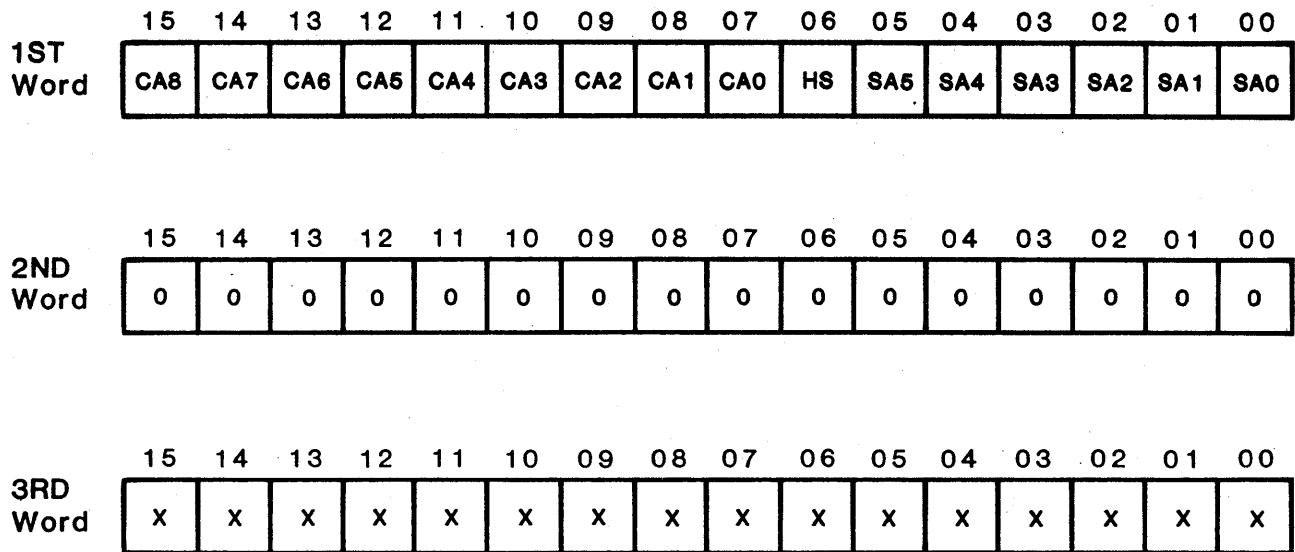 15 14 13 12 11 10 09 08 07 06 05 04 03 02 01 00
1ST
Word
CA8 CA7 CA6 CA5 CA4 CA3 CA2 CA1 CA0 HS SA5 SA4 SA3 SA2 SA1 SA0
15 14 13 12 11 10 09 08 07 06 05 04 03 02 01 00
2ND
Word
0 0 0 0 0 0 0 0 0 0 0 0 0 0 0 0
15 14 13 12 11 10 09 08 07 06 05 04 03 02 01 00
3RD
Word
X X X X X X X X X X X X X X X X